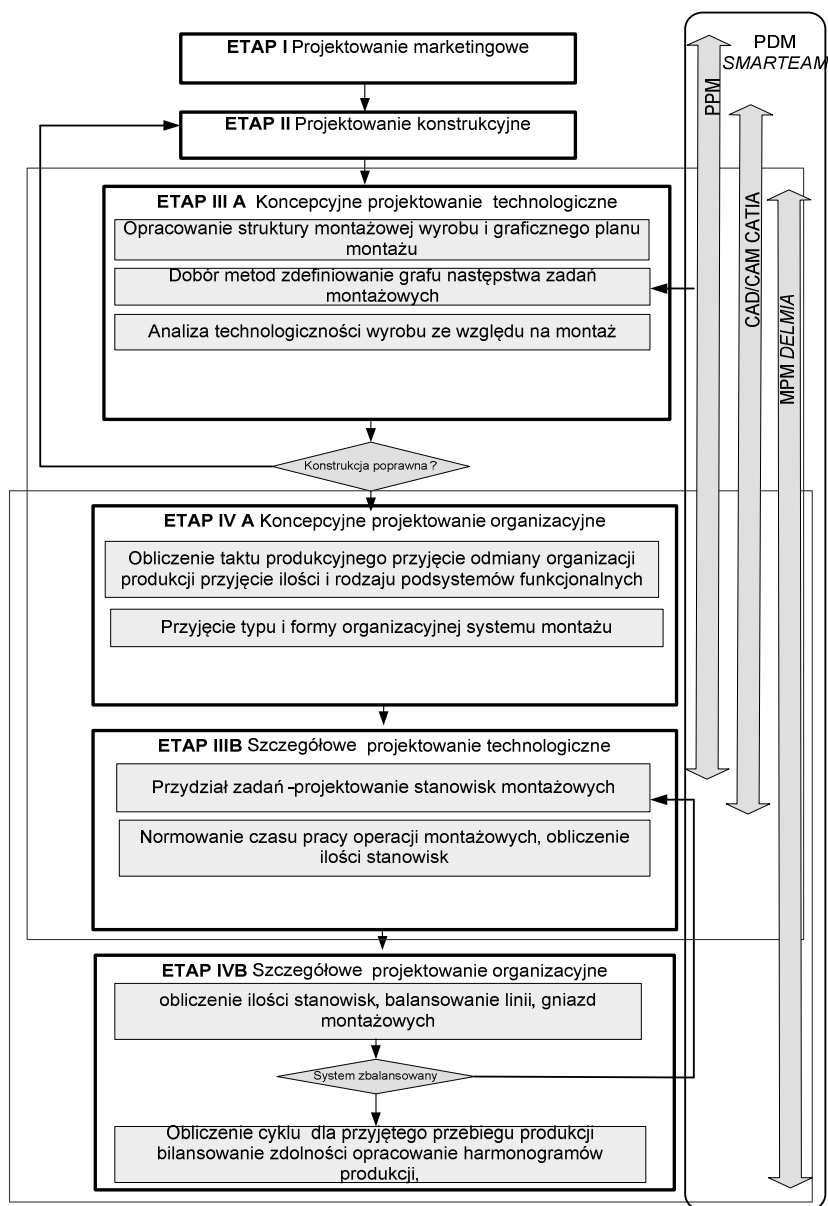 ETAP I Projektowanie marketingowe
PDM
SMARTEAM
PPM
ETAP II Projektowanie konstrukcyjne
CAD/CAM CATIA
MPM DELMIA
ETAP III A Koncepcyjne projektowanie technologiczne
Opracowanie struktury montażowej wyrobu i graficznego planu
montażu
Dobór metod zdefiniowanie grafu następstwa zadań
montażowych
Analiza technologiczności wyrobu ze względu na montaż
Konstrukcja poprawna?
ETAP IV A Koncepcyjne projektowanie organizacyjne
Obliczenie taktu produkcyjnego przyjęcie odmiany organizacji
produkcji przyjęcie ilości i rodzaju podsystemów funkcjonalnych
Przyjęcie typu i formy organizacyjnej systemu montażu
ETAP IIIB Szczegółowe projektowanie technologiczne
Przydział zadań -projektowanie stanowisk montażowych
Normowanie czasu pracy operacji montażowych, obliczenie
ilości stanowisk
ETAP IVB Szczegółowe projektowanie organizacyjne
obliczenie ilości stanowisk, balansowanie linii, gniazd
montażowych
System zbalansowany
Obliczenie cyklu dla przyjętego przebiegu produkcji
bilansowanie zdolności opracowanie harmonogramów
produkcji,